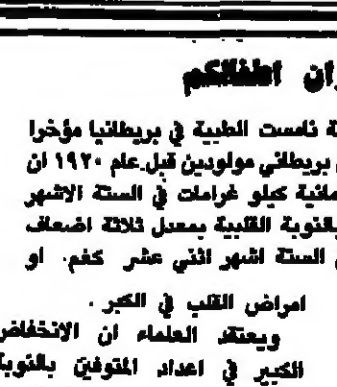 ان اطفالكم
ة نامست الطبية في بريطانيا مؤخرا
بريطاني مولودين قبل عام ١٩٢٠ ان
مانية كيلو غرامات في الستة الاشهر
بالنوبة القلبية بمعدل ثلاثة اضعاف
الستة اشهر اثني عشر كغم. او
امراض القلب في الكبر .
ويعتقد العلماء ان الانخفاض
الكبير في اعداد المتوفين بالنوبة